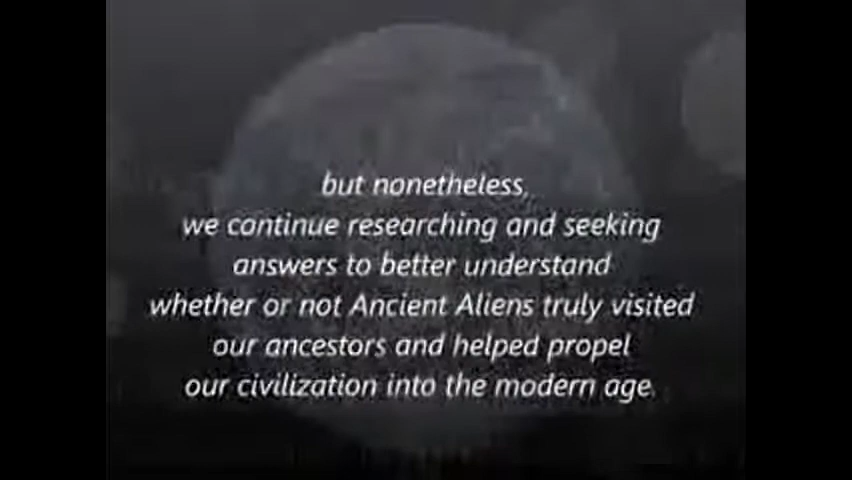 but nonetheless,
we continue researching and seeking
answers to better understand
whether or not Ancient Aliens truly visited
our ancestors and helped propel
our civilization into the modern age.